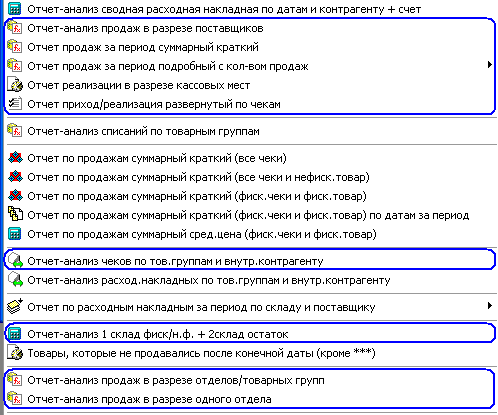 Отчет-анализ сводная расходная накладная по датам и контрагенту + счет
Отчет-анализ продаж в разрезе поставщиков
Отчет продаж за период суммарный краткий
Отчет продаж за период подробный с кол-вом продаж
Отчет реализации в разрезе кассовых мест
Отчет приход/реализация развернутый по чекам
Отчет-анализ списаний по товарным группам
Отчет по продажам суммарный краткий (все чеки)
Отчет по продажам суммарный краткий (все чеки и нефиск.товар)
Отчет по продажам суммарный краткий (фиск.чеки и фиск.товар)
Отчет по продажам суммарный краткий (фиск.чеки и фиск.товар) по датам за период
Отчет по продажам суммарный сред.цена (фиск.чеки и фиск.товар)
Отчет-анализ чеков по тов.группам и внутр.контрагенту
Отчет-анализ расход.накладных по тов.группам и внутр.контрагенту
Отчет по расходным накладным за период по складу и поставщику
Отчет-анализ 1 склад фиск/н.ф. + 2склад остаток
Товары, которые не продавались после конечной даты (кроме ***)
Отчет-анализ продаж в разрезе отделов/товарных групп
Отчет-анализ продаж в разрезе одного отдела